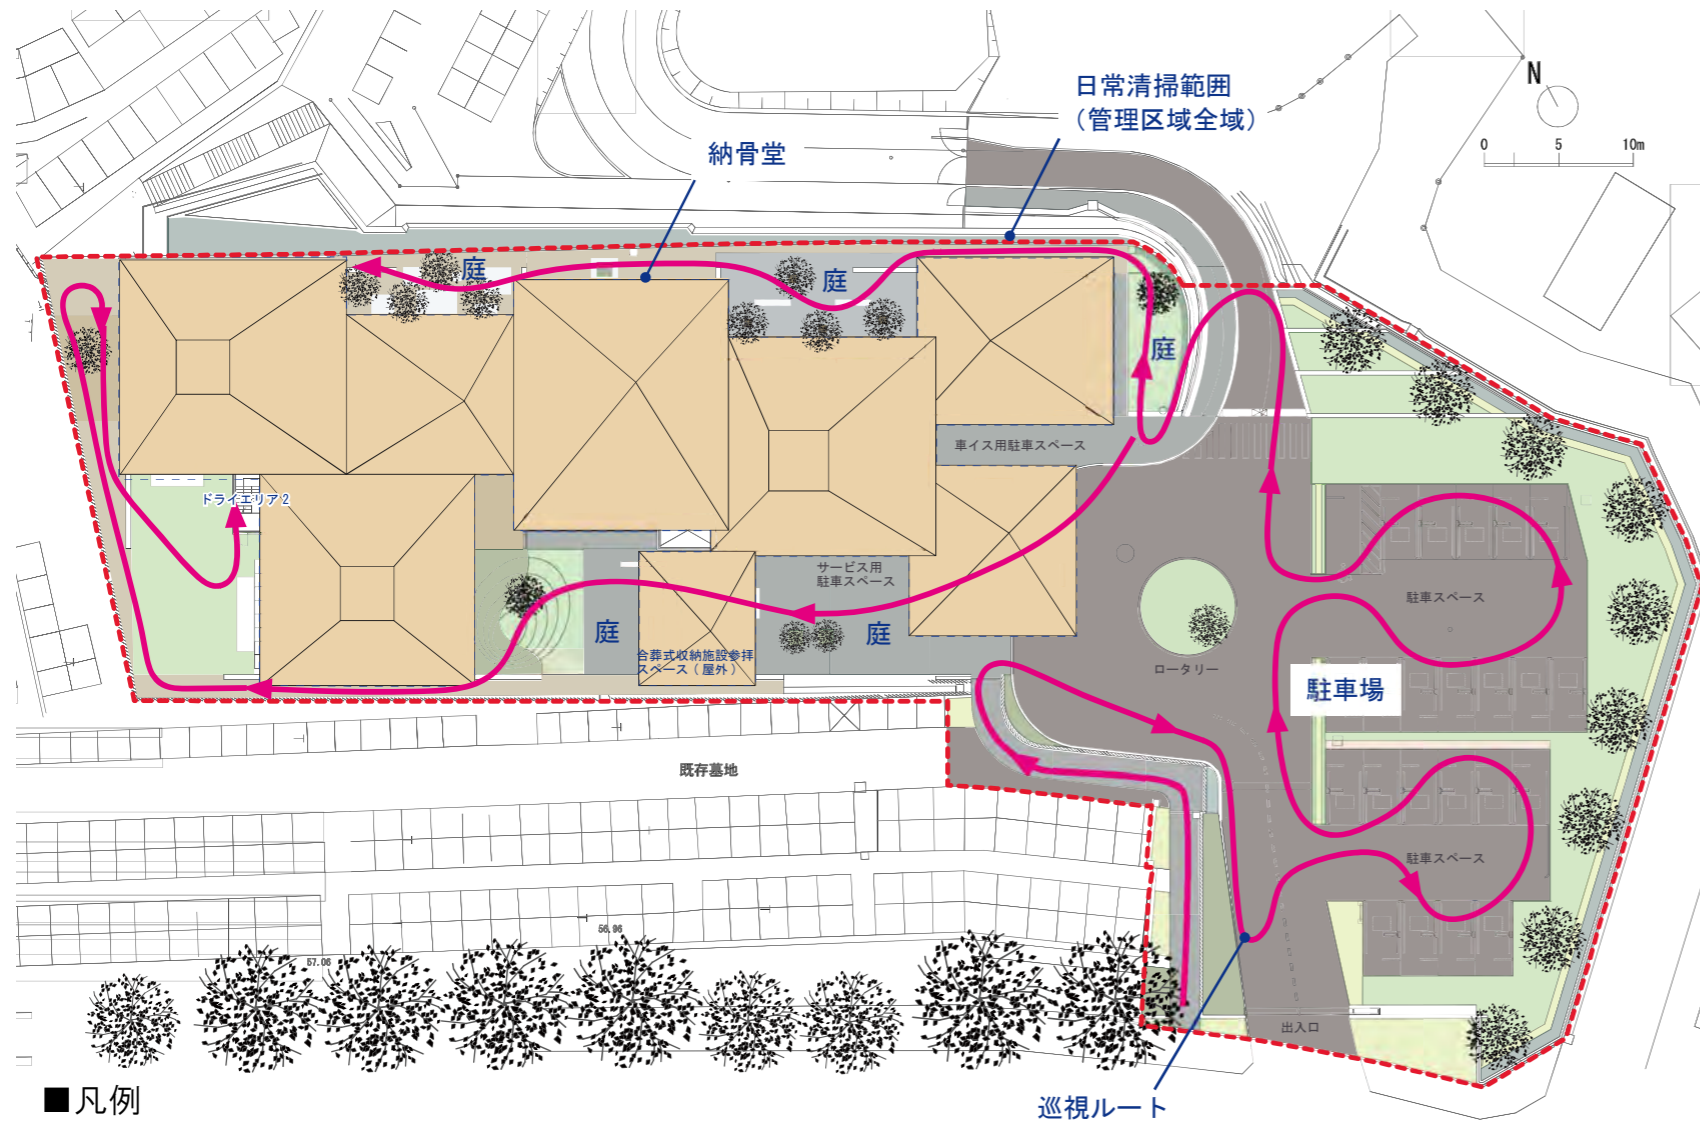 N
0 5 10m
日常清掃範囲
（管理区域全域）
納骨堂
庭
庭
庭
車イス用駐車スペース
ドライエリア2
サービス用
駐車スペース
庭
庭
合葬式収納施設参拝
スペース（屋外）
ロータリー
駐車スペース
駐車場
既存墓地
駐車スペース
56.96
57.06
出入口
巡視ルート
■凡例